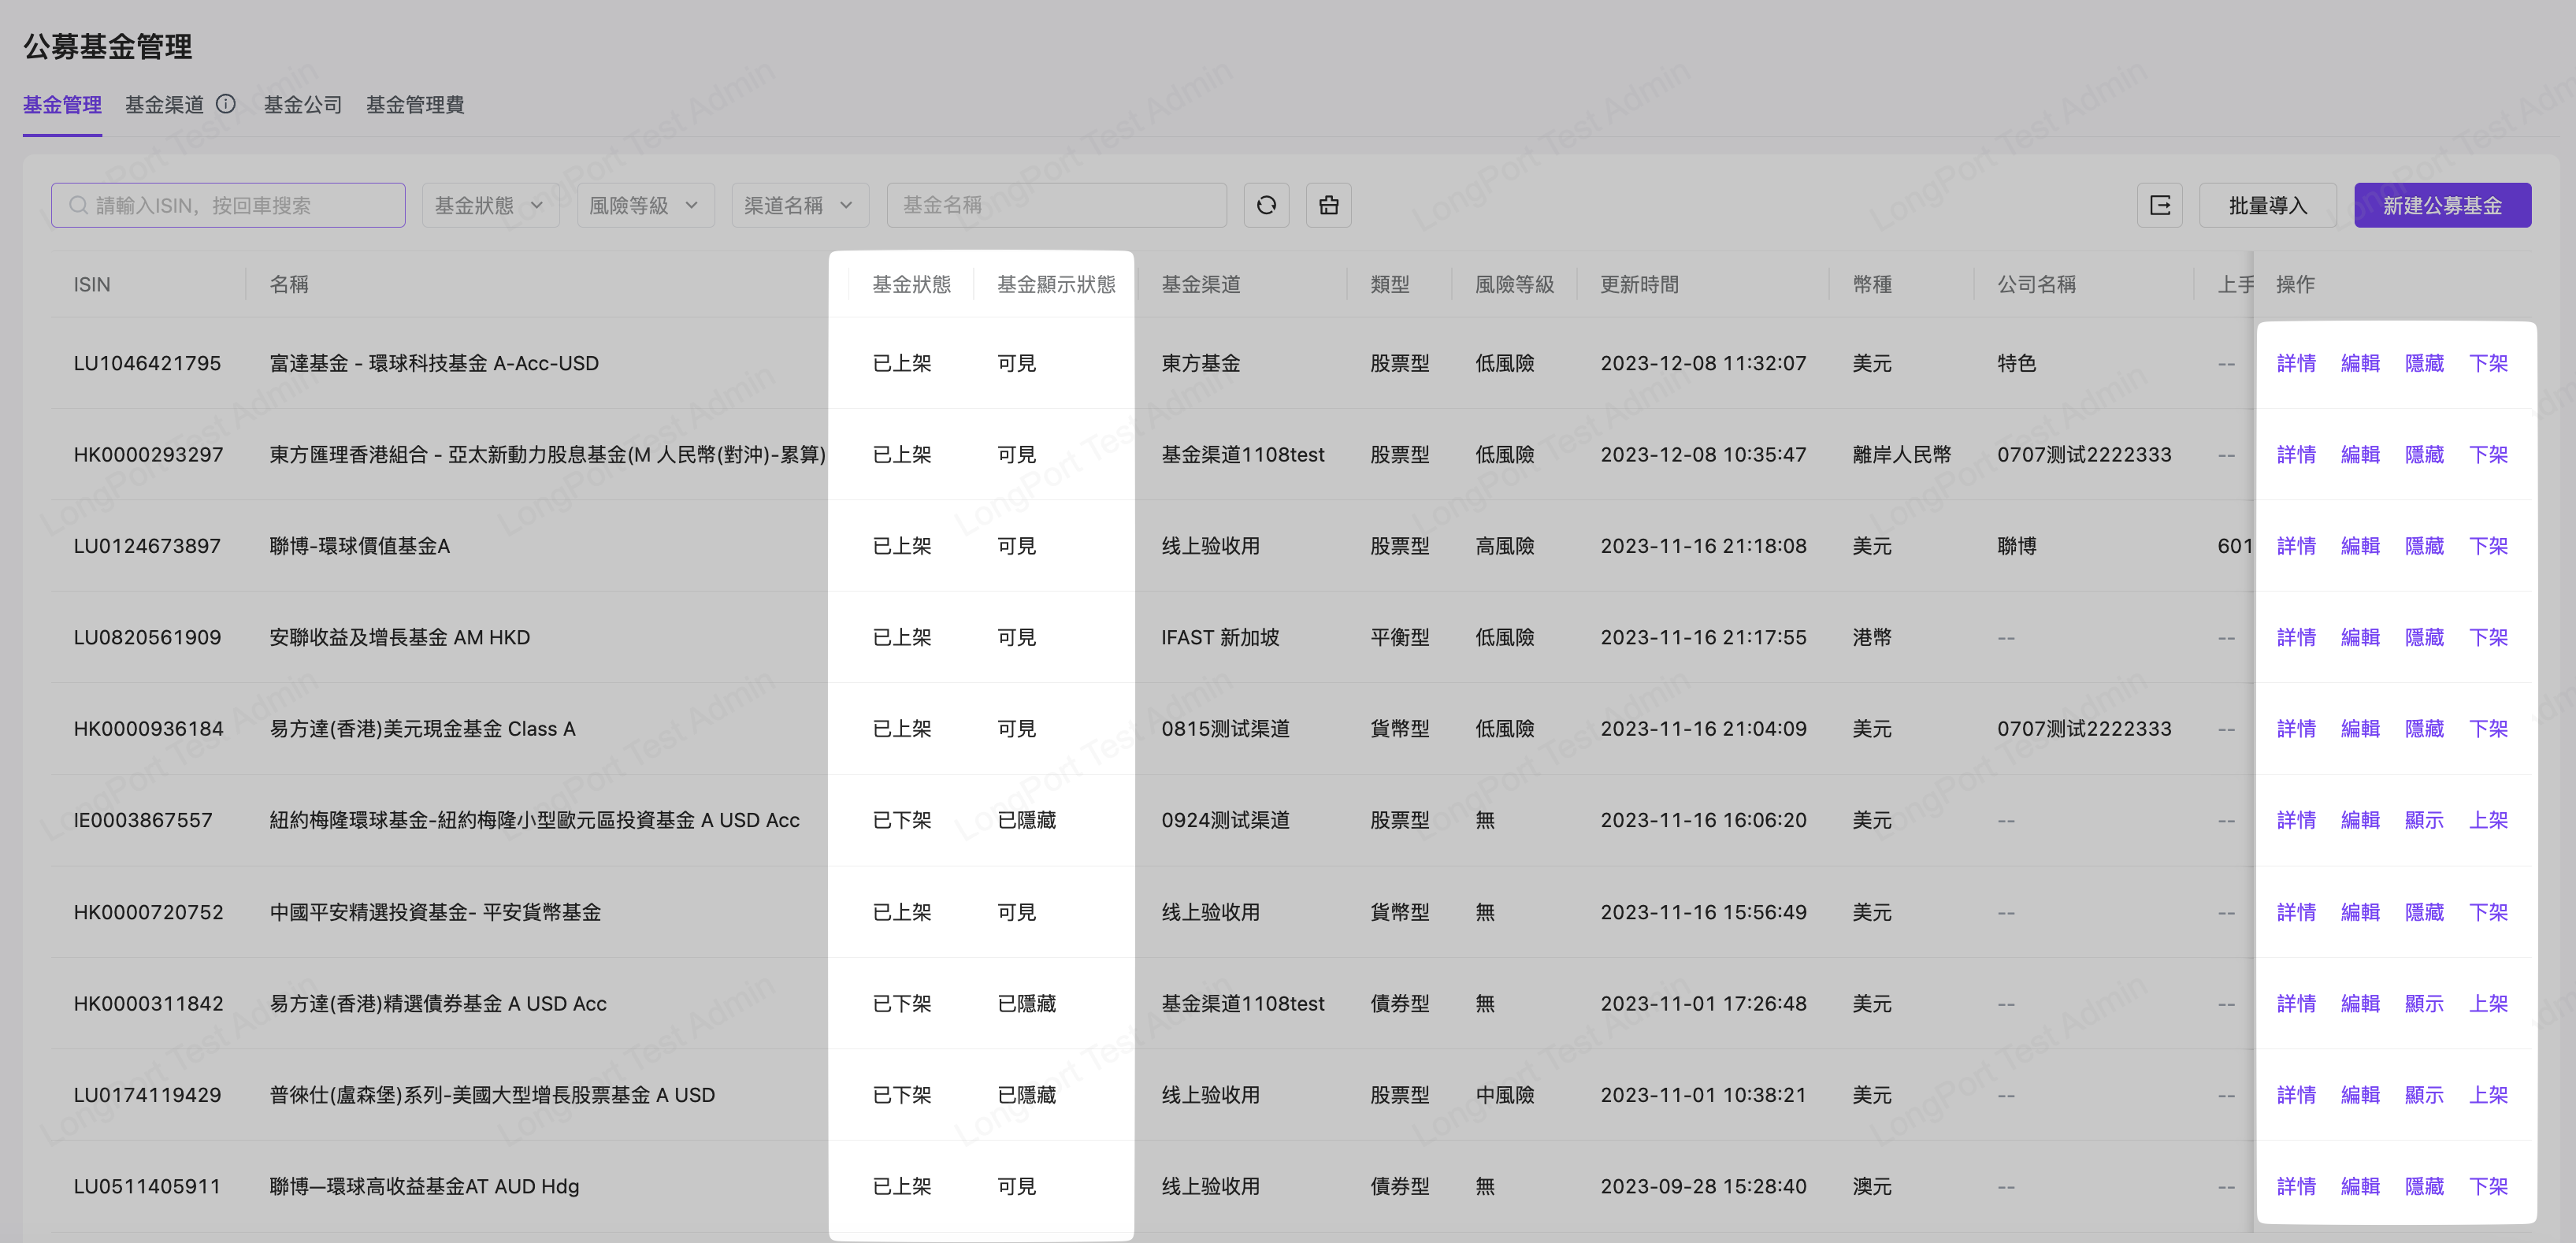 公募基金管理
基金管理 基金渠道 基金公司 基金管理費
請輸入ISIN，按回車搜索 基金狀態 風險等級 渠道名稱 基金名稱 批量導入 新建公募基金
ISIN 名稱 基金狀態 基金顯示狀態 基金渠道 類型 風險等級 更新時間 幣種 公司名稱 上手 操作
LU1046421795 富達基金 - 環球科技基金 A-Acc-USD 已上架 可見 東方基金 股票型 低風險 2023-12-08 11:32:07 美元 特色 -- 詳情 編輯 隱藏 下架
HK0000293297 東方匯理香港組合 - 亞太新動力股息基金(M 人民幣(對沖)-累算) 已上架 可見 基金渠道1108test 股票型 低風險 2023-12-08 10:35:47 離岸人民幣 0707测试2222333 -- 詳情 編輯 隱藏 下架
LU0124673897 聯博-環球價值基金A 已上架 可見 线上验收用 股票型 高風險 2023-11-16 21:18:08 美元 聯博 601 詳情 編輯 隱藏 下架
LU0820561909 安聯收益及增長基金 AM HKD 已上架 可見 IFAST 新加坡 平衡型 低風險 2023-11-16 21:17:55 港幣 -- -- 詳情 編輯 隱藏 下架
HK0000936184 易方達(香港)美元現金基金 Class A 已上架 可見 0815测试渠道 貨幣型 低風險 2023-11-16 21:04:09 美元 0707测试2222333 -- 詳情 編輯 隱藏 下架
IE0003867557 紐約梅隆環球基金-紐約梅隆小型歐元區投資基金 A USD Acc 已下架 已隱藏 0924测试渠道 股票型 無 2023-11-16 16:06:20 美元 -- -- 詳情 編輯 顯示 上架
HK0000720752 中國平安精選投資基金- 平安貨幣基金 已上架 可見 线上验收用 貨幣型 無 2023-11-16 15:56:49 美元 -- -- 詳情 編輯 隱藏 下架
HK0000311842 易方達(香港)精選債券基金 A USD Acc 已下架 已隱藏 基金渠道1108test 債券型 無 2023-11-01 17:26:48 美元 -- -- 詳情 編輯 顯示 上架
LU0174119429 普徠仕(盧森堡)系列-美國大型增長股票基金 A USD 已下架 已隱藏 线上验收用 股票型 中風險 2023-11-01 10:38:21 美元 -- -- 詳情 編輯 顯示 上架
LU0511405911 聯博—環球高收益基金AT AUD Hdg 已上架 可見 线上验收用 債券型 無 2023-09-28 15:28:40 澳元 -- -- 詳情 編輯 隱藏 下架
LongPort Test Admin